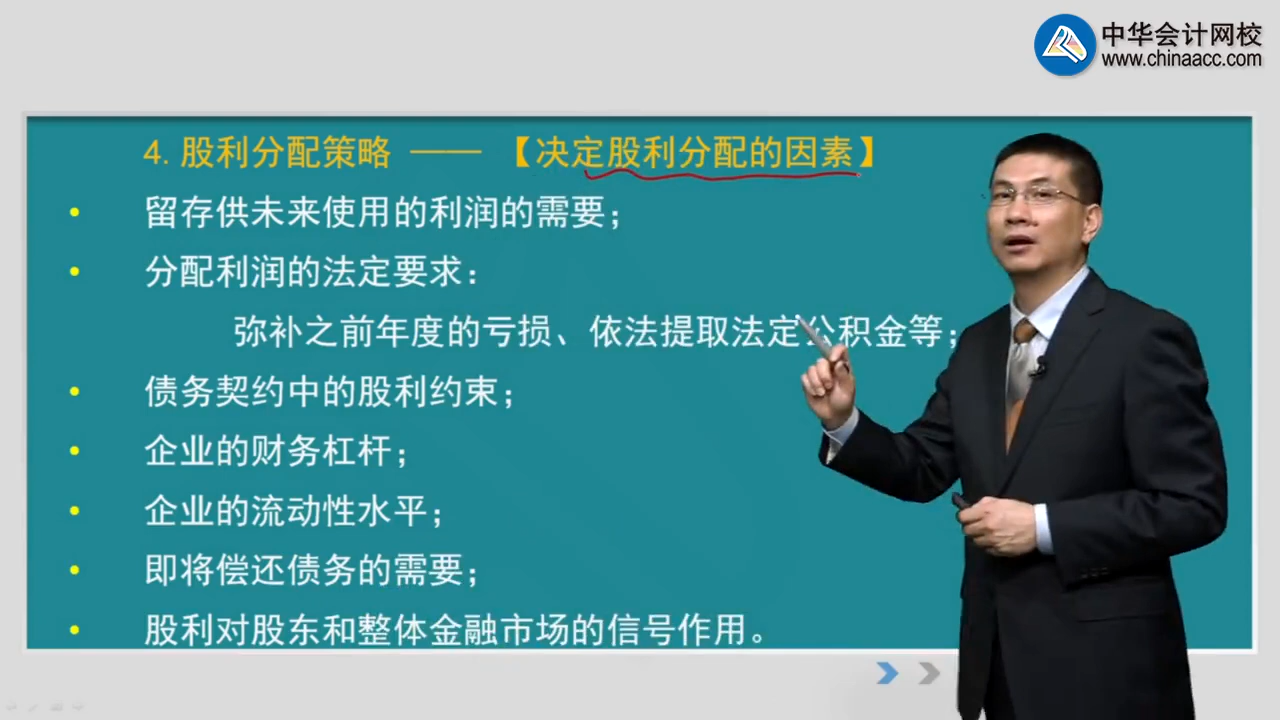 中华会计网校
www.chinaacc.com
4. 股利分配策略 —— 【决定股利分配的因素】
• 留存供未来使用的利润的需要；
• 分配利润的法定要求：
弥补之前年度的亏损、依法提取法定公积金等；
• 债务契约中的股利约束；
• 企业的财务杠杆；
• 企业的流动性水平；
• 即将偿还债务的需要；
• 股利对股东和整体金融市场的信号作用。